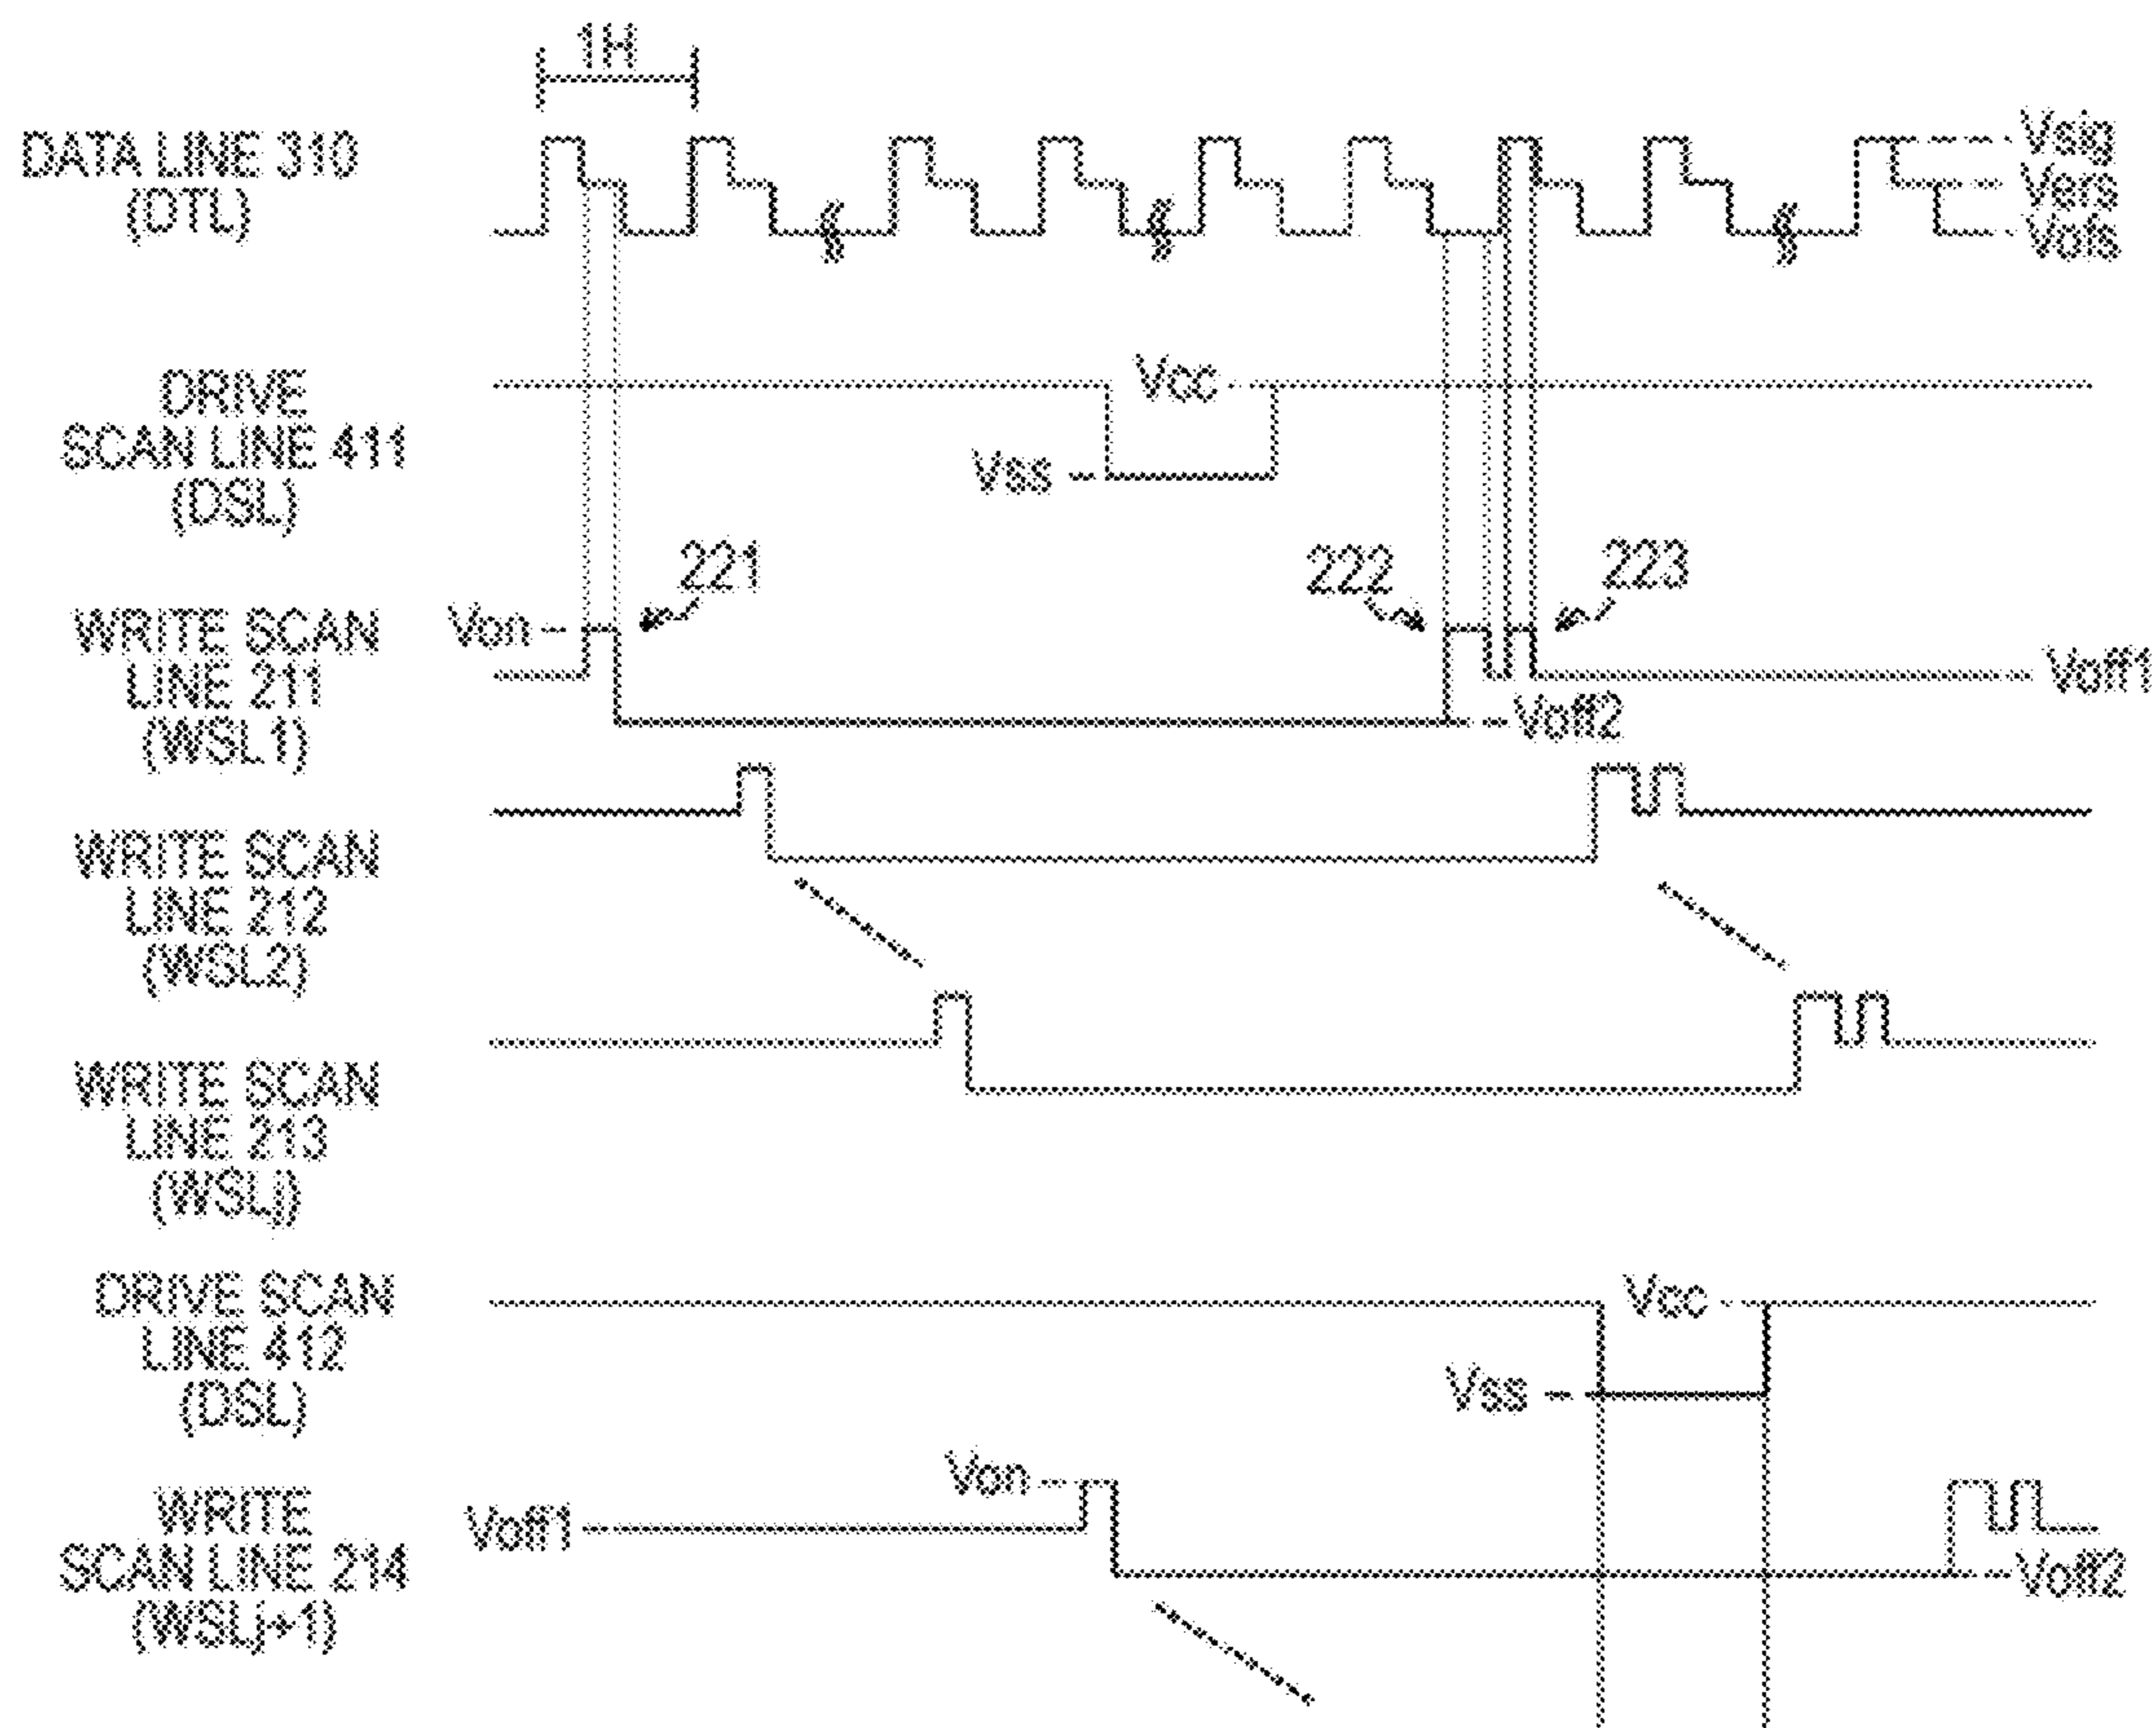 1H
DATA LINE 310
(DTL)
Vsig
Vers
Vofs
DRIVE
SCAN LINE 411
(DSL)
Vcc
Vss
221
222
223
WRITE SCAN
LINE 211
(WSL1)
Von
Voff1
Voff2
WRITE SCAN
LINE 212
(WSL2)
WRITE SCAN
LINE 213
(WSLj)
DRIVE SCAN
LINE 412
(DSL)
Vcc
Vss
WRITE
SCAN LINE 214
(WSLj+1)
Voff1
Von
Voff2